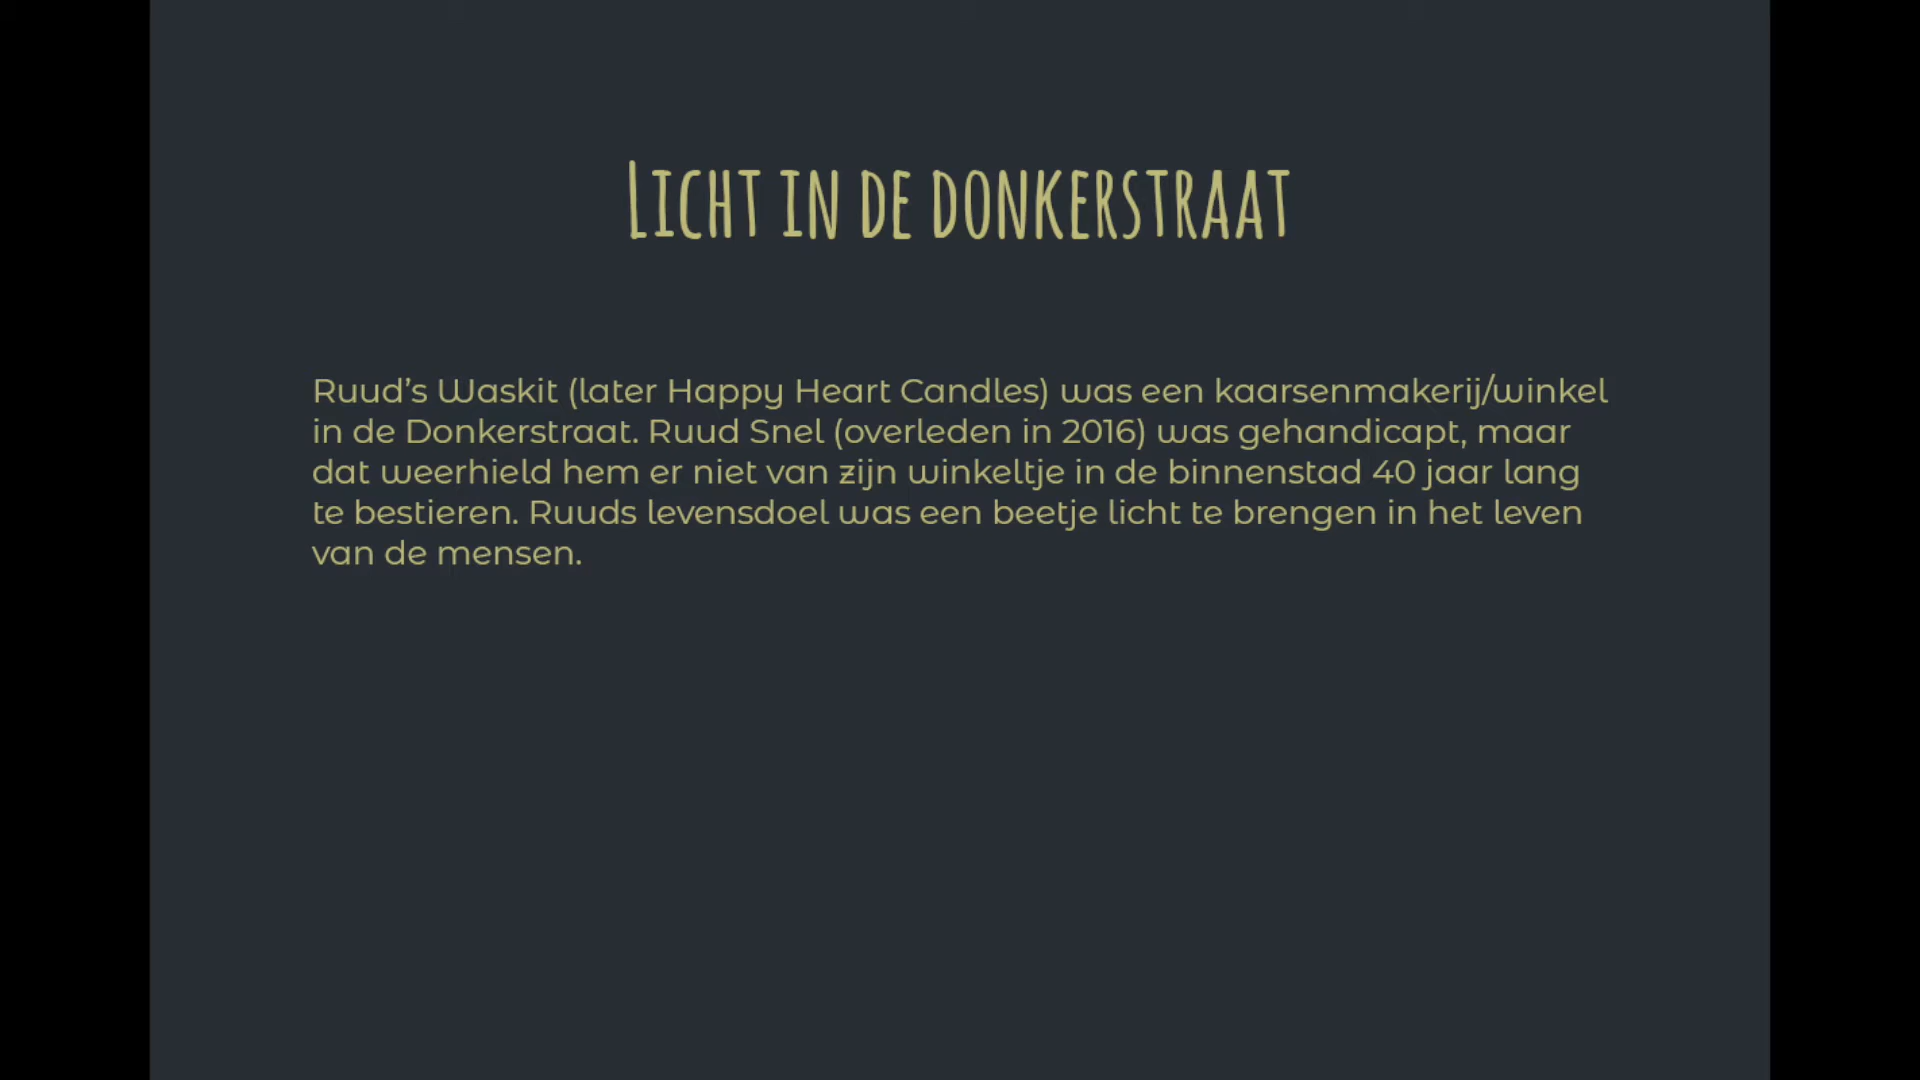 Licht in de donkerstraat
Ruud’s Waskit (later Happy Heart Candles) was een kaarsenmakerij/winkel
in de Donkerstraat. Ruud Snel (overleden in 2016) was gehandicapt, maar
dat weerhield hem er niet van zijn winkeltje in de binnenstad 40 jaar lang
te bestieren. Ruuds levensdoel was een beetje licht te brengen in het leven
van de mensen.